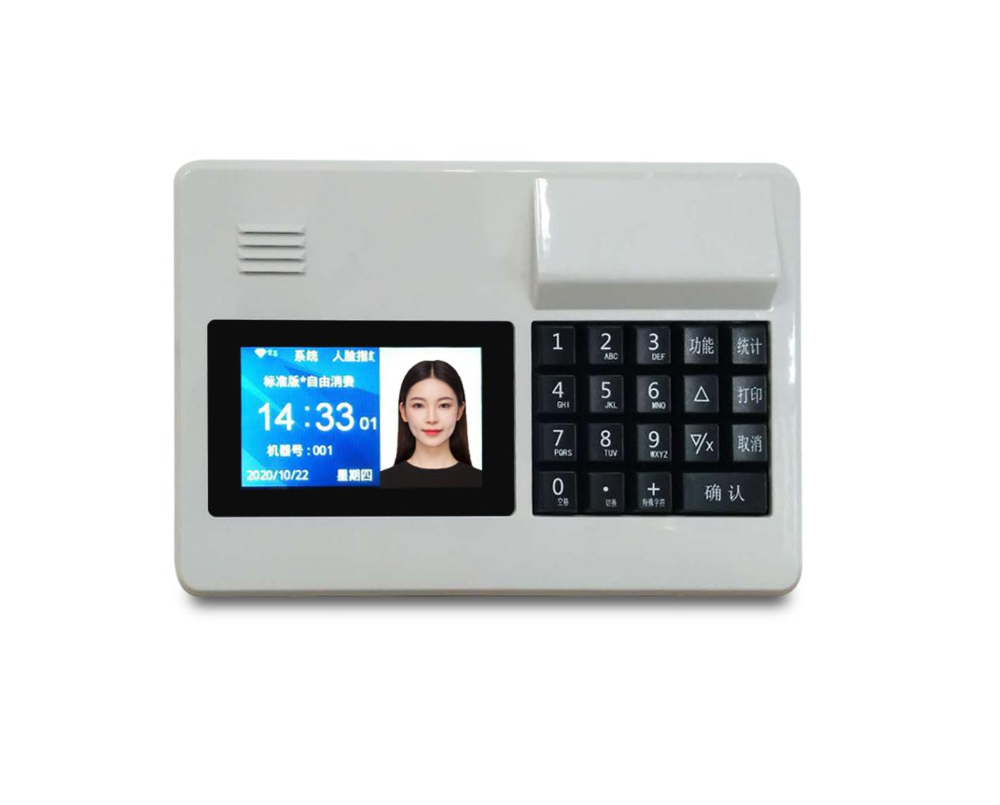 系统 人脸指纹
标准版*自由消费
14:33 01
机器号:001
2020/10/22 星期四
1 2 ABC 3 DEF 功能 统计
4 GHI 5 JKL 6 MNO △ 打印
7 PQRS 8 TUV 9 WXYZ ▽/x 取消
0 空格 . 切换 + 特殊字符 确认